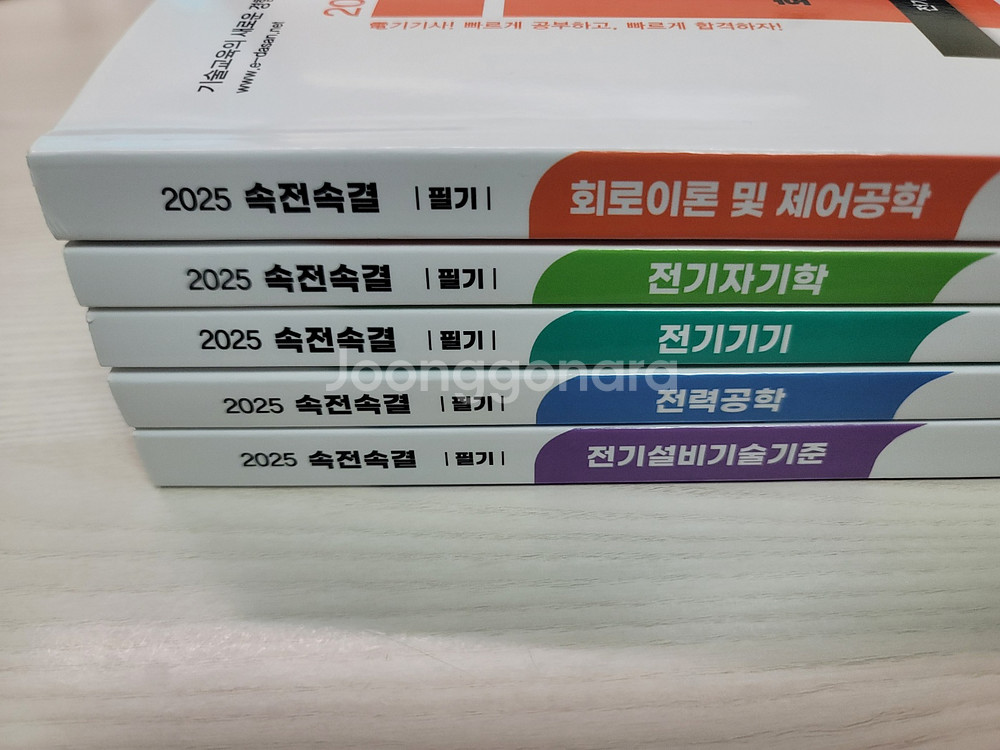 기술교육의 새로운
www.e-dasan.net
20
電기기사! 빠르게 공부하고, 빠르게 합격하자!
2025 속전속결 | 필기 | 회로이론 및 제어공학
2025 속전속결 | 필기 | 전기자기학
2025 속전속결 | 필기 | 전기기기
Joonggonara
2025 속전속결 | 필기 | 전력공학
2025 속전속결 | 필기 | 전기설비기술기준